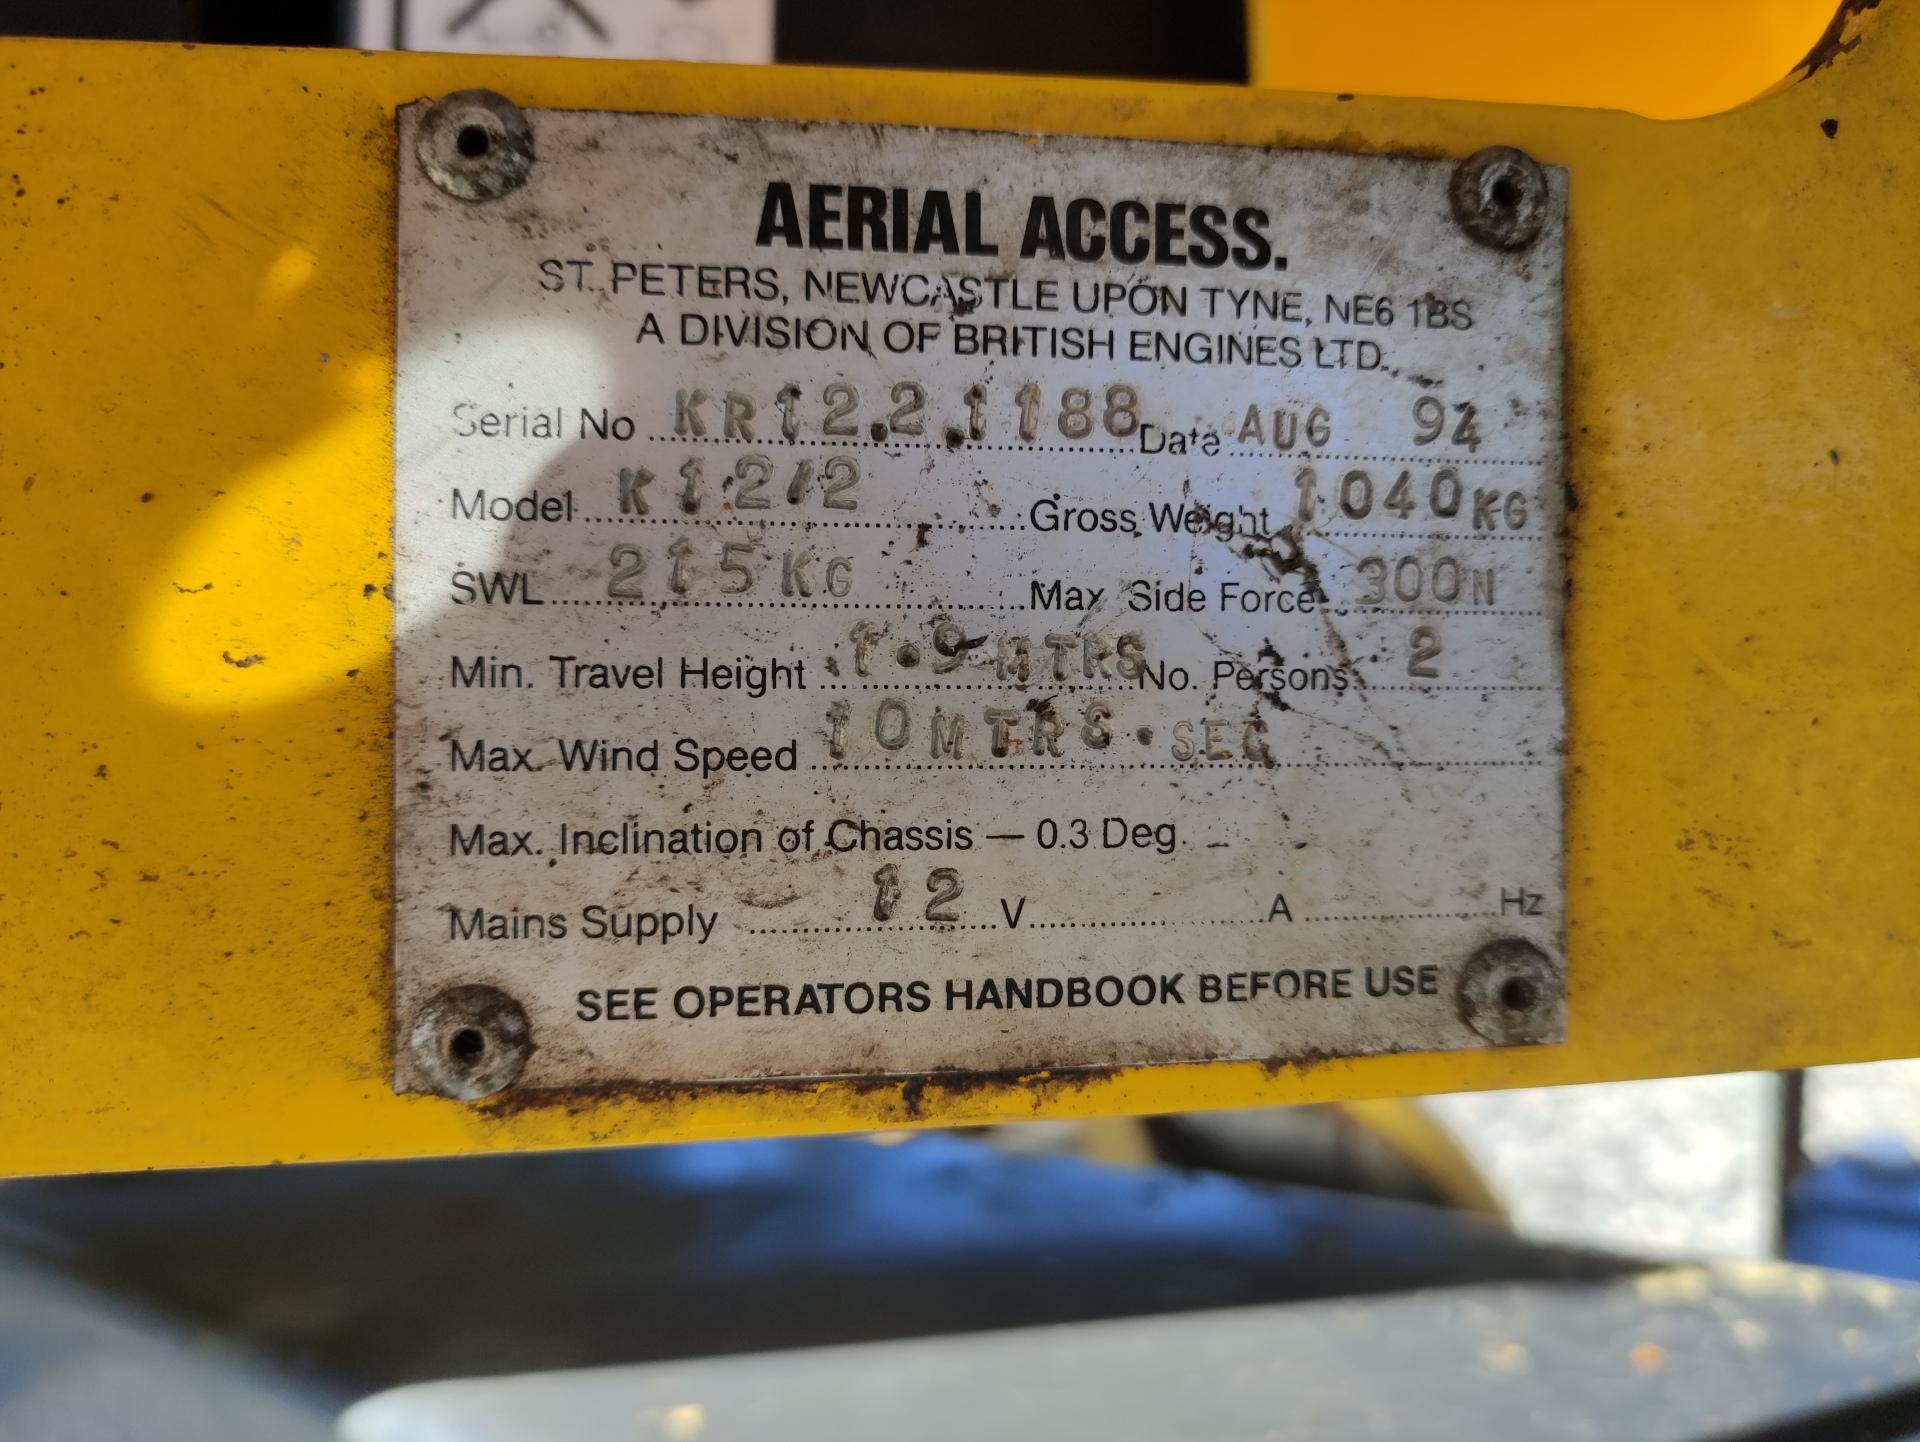 AERIAL ACCESS.
ST. PETERS, NEWCASTLE UPON TYNE, NE6 1BS
A DIVISION OF BRITISH ENGINES LTD.
Serial No KR12.2.1188 Date AUG 94
Model K12/2 Gross Weight 1040KG
SWL 215KG Max Side Force 300N
Min. Travel Height 1.9 MTRS No. Persons 2
Max. Wind Speed 10MTRS.SEC
Max. Inclination of Chassis — 0.3 Deg.
Mains Supply 12 V A Hz
SEE OPERATORS HANDBOOK BEFORE USE